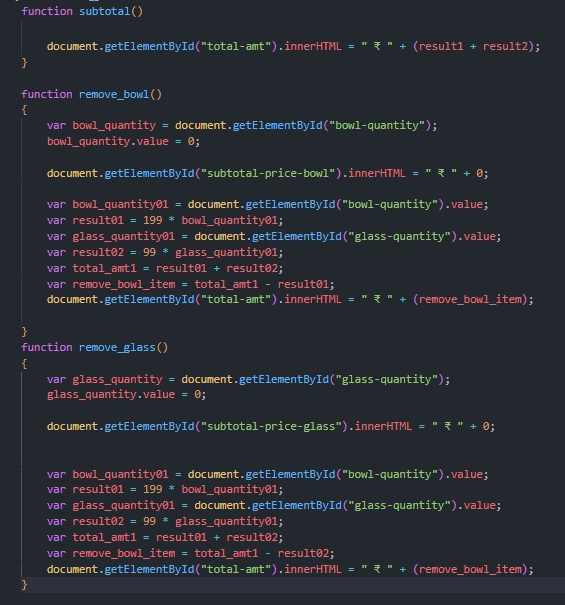 function subtotal()
document.getElementById("total-amt").innerHTML = " ₹ " + (result1 + result2);
}
function remove_bowl()
{
var bowl_quantity = document.getElementById("bowl-quantity");
bowl_quantity.value = 0;
document.getElementById("subtotal-price-bowl").innerHTML = " ₹ " + 0;
var bowl_quantity01 = document.getElementById("bowl-quantity").value;
var result01 = 199 * bowl_quantity01;
var glass_quantity01 = document.getElementById("glass-quantity").value;
var result02 = 99 * glass_quantity01;
var total_amt1 = result01 + result02;
var remove_bowl_item = total_amt1 - result01;
document.getElementById("total-amt").innerHTML = " ₹ " + (remove_bowl_item);
}
function remove_glass()
{
var glass_quantity = document.getElementById("glass-quantity");
glass_quantity.value = 0;
document.getElementById("subtotal-price-glass").innerHTML = " ₹ " + 0;
var bowl_quantity01 = document.getElementById("bowl-quantity").value;
var result01 = 199 * bowl_quantity01;
var glass_quantity01 = document.getElementById("glass-quantity").value;
var result02 = 99 * glass_quantity01;
var total_amt1 = result01 + result02;
var remove_bowl_item = total_amt1 - result02;
document.getElementById("total-amt").innerHTML = " ₹ " + (remove_bowl_item);
}